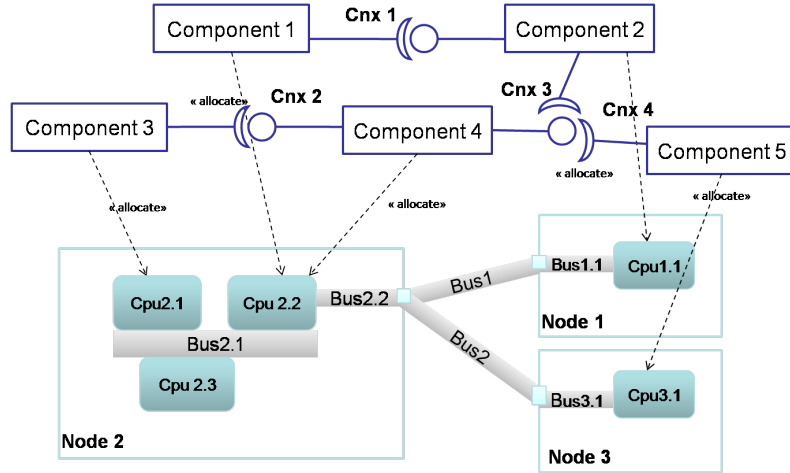 Cnx 1
Component 1
Component 2
Cnx 3
« allocate»
Cnx 2
Cnx 4
Component 3
Component 4
Component 5
« allocate»
« allocate»
« allocate»
« allocate»
Cpu2.1
Cpu 2.2
Bus2.2
Bus1
Bus1.1
Cpu1.1
Node 1
Bus2.1
Bus2
Cpu 2.3
Bus3.1
Cpu3.1
Node 2
Node 3